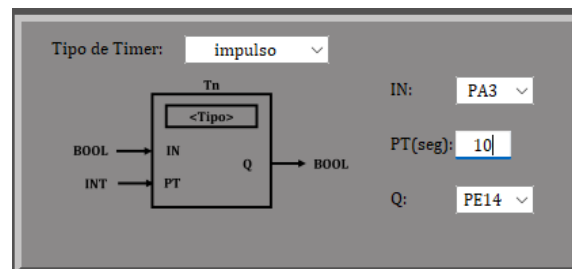 Tipo de Timer: impulso
Tn
<Tipo>
IN: PA3
BOOL IN
Q BOOL
INT PT
PT(seg): 10
Q: PE14